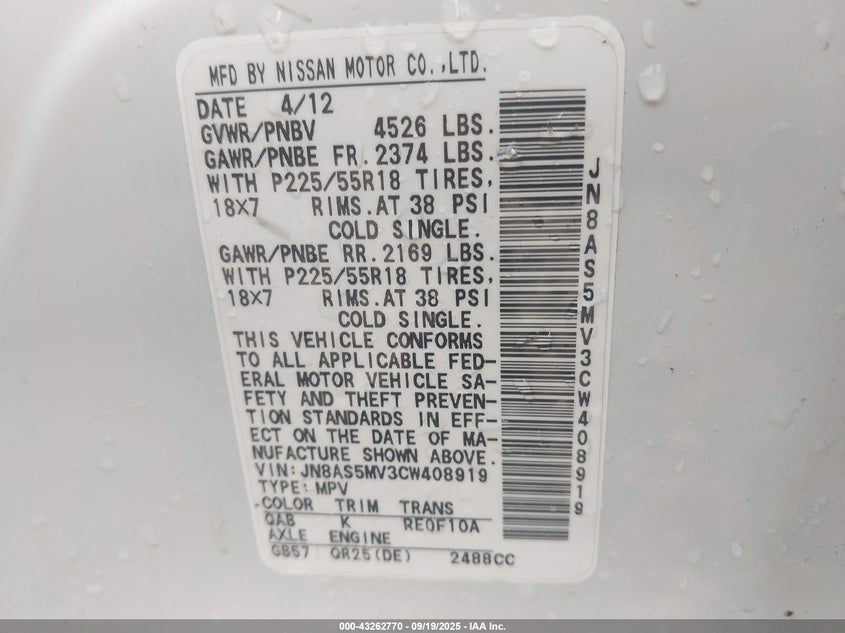 MFD BY NISSAN MOTOR CO.,LTD.
DATE 4/12
GVWR/PNBV 4526 LBS.
GAWR/PNBE FR.2374 LBS.
WITH P225/55R18 TIRES,
18X7 RIMS.AT 38 PSI
COLD SINGLE.
GAWR/PNBE RR.2169 LBS.
WITH P225/55R18 TIRES,
18X7 RIMS.AT 38 PSI
COLD SINGLE.
THIS VEHICLE CONFORMS
TO ALL APPLICABLE FED-
ERAL MOTOR VEHICLE SA-
FETY AND THEFT PREVEN-
TION STANDARDS IN EFF-
ECT ON THE DATE OF MA-
NUFACTURE SHOWN ABOVE.
VIN:JN8AS5MV3CW408919
TYPE:MPV
COLOR TRIM TRANS
QAB K RE0F10A
AXLE ENGINE
GB57 QR25(DE) 2488CC
JN8AS5MV3CW408919
000-43262770 - 09/19/2025 - IAA Inc.